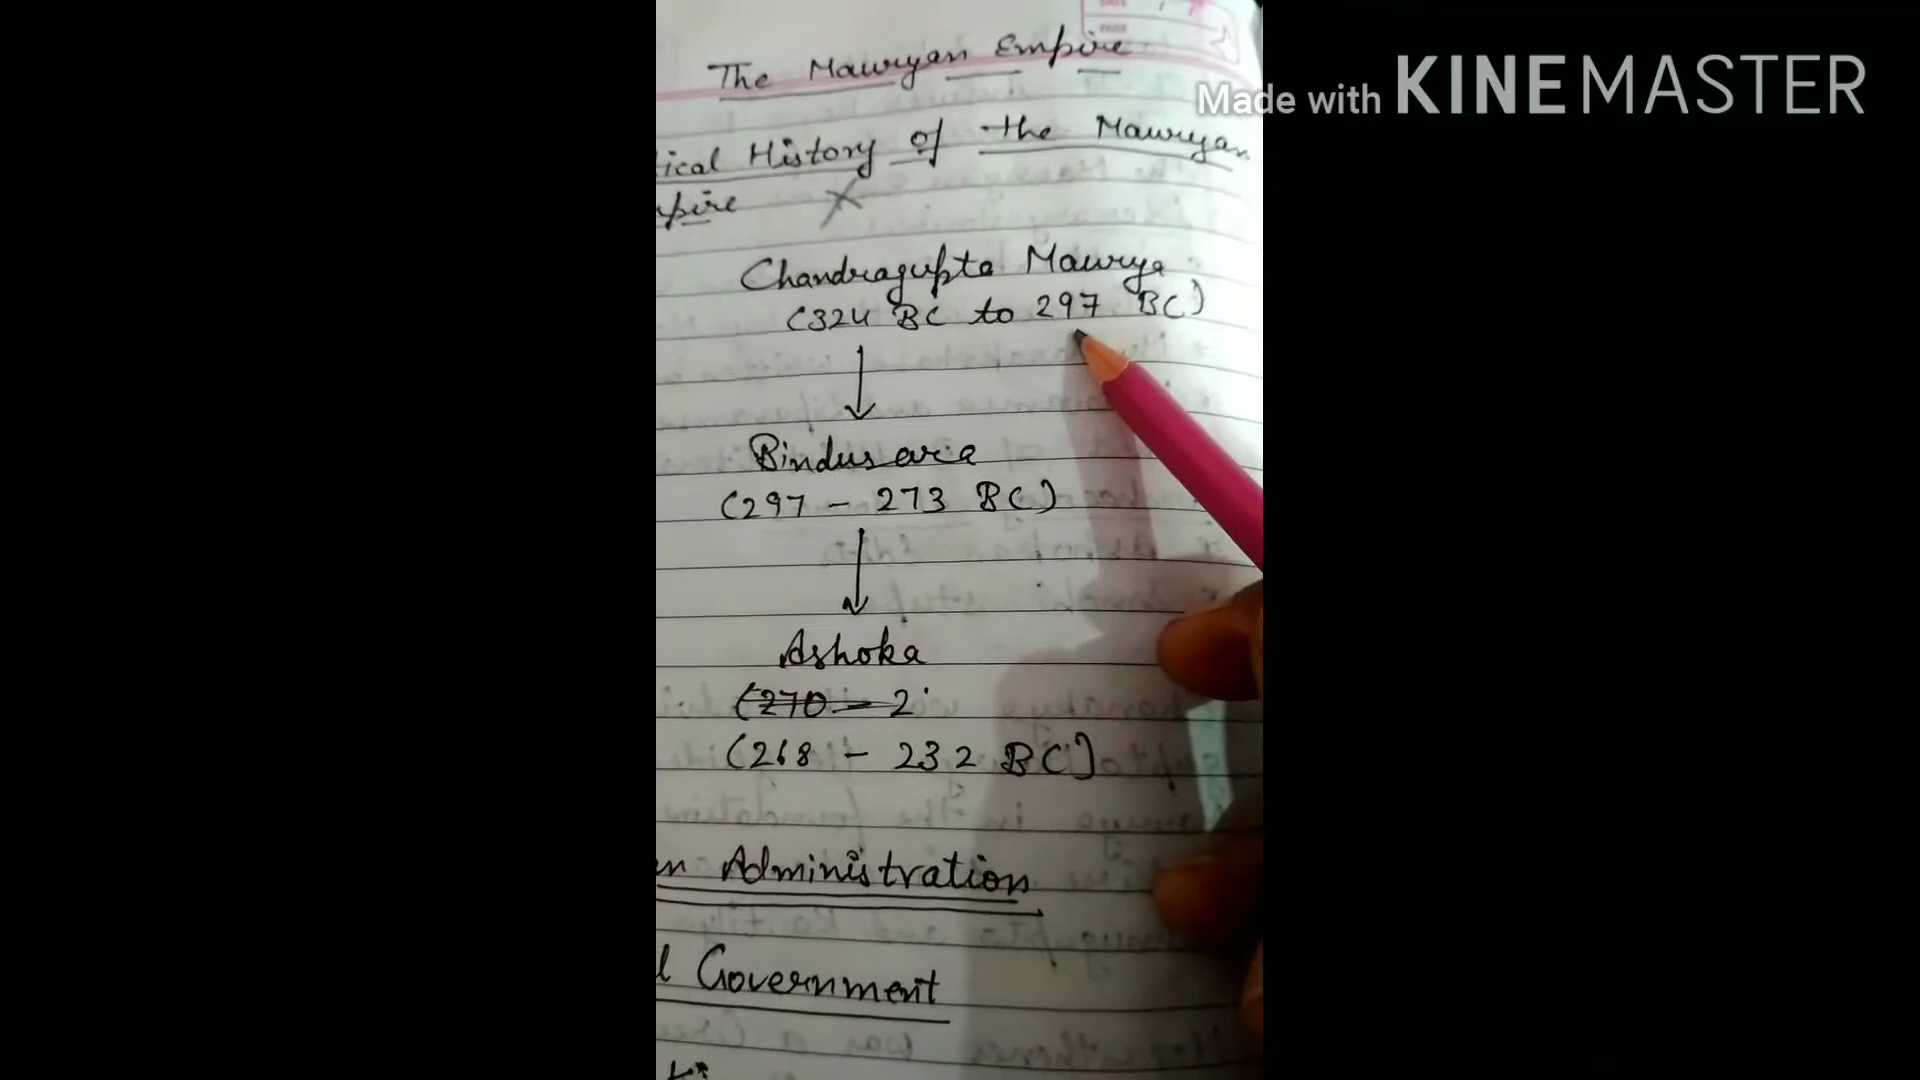 The Mauryan Empire
Made with KINEMASTER
ical History of the Mauryan
pire
Chandragupta Maurya
(324 BC to 297 BC)
Bindusara
(297 - 273 BC)
Ashoka
(270 - 2
(268 - 232 BC)
n Administration
l Government